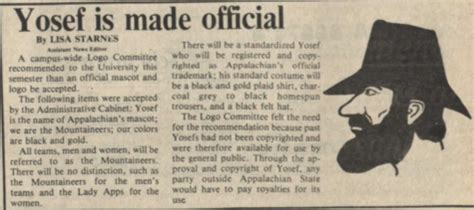 Yosef is made official
By LISA STARNES
Assistant News Editor
A campus-wide Logo Committee
recommended to the University this
semester than an official mascot and
logo be accepted.
The following items were accepted
by the Administrative Cabinet: Yosef
is the name of Appalachian's mascot;
we are the Mountaineers; our colors
are black and gold.
All teams, men and women, will be
referred to as the Mountaineers.
There will be no distinction, such as
the Mountaineers for the men's
teams and the Lady Apps for the
women.
There will be a standardized Yosef
who will be registered and copy-
righted as Appalachian's official
trademark; his standard costume will
be a black and gold plaid shirt, char-
coal grey to black homespun
trousers, and a black felt hat.
The Logo Committee felt the need
for the recommendation because past
Yosefs had not been copyrighted and
were therefore available for use by
the general public. Through the ap-
proval and copyright of Yosef, any
party outside Appalachian State
would have to pay royalties for its
use